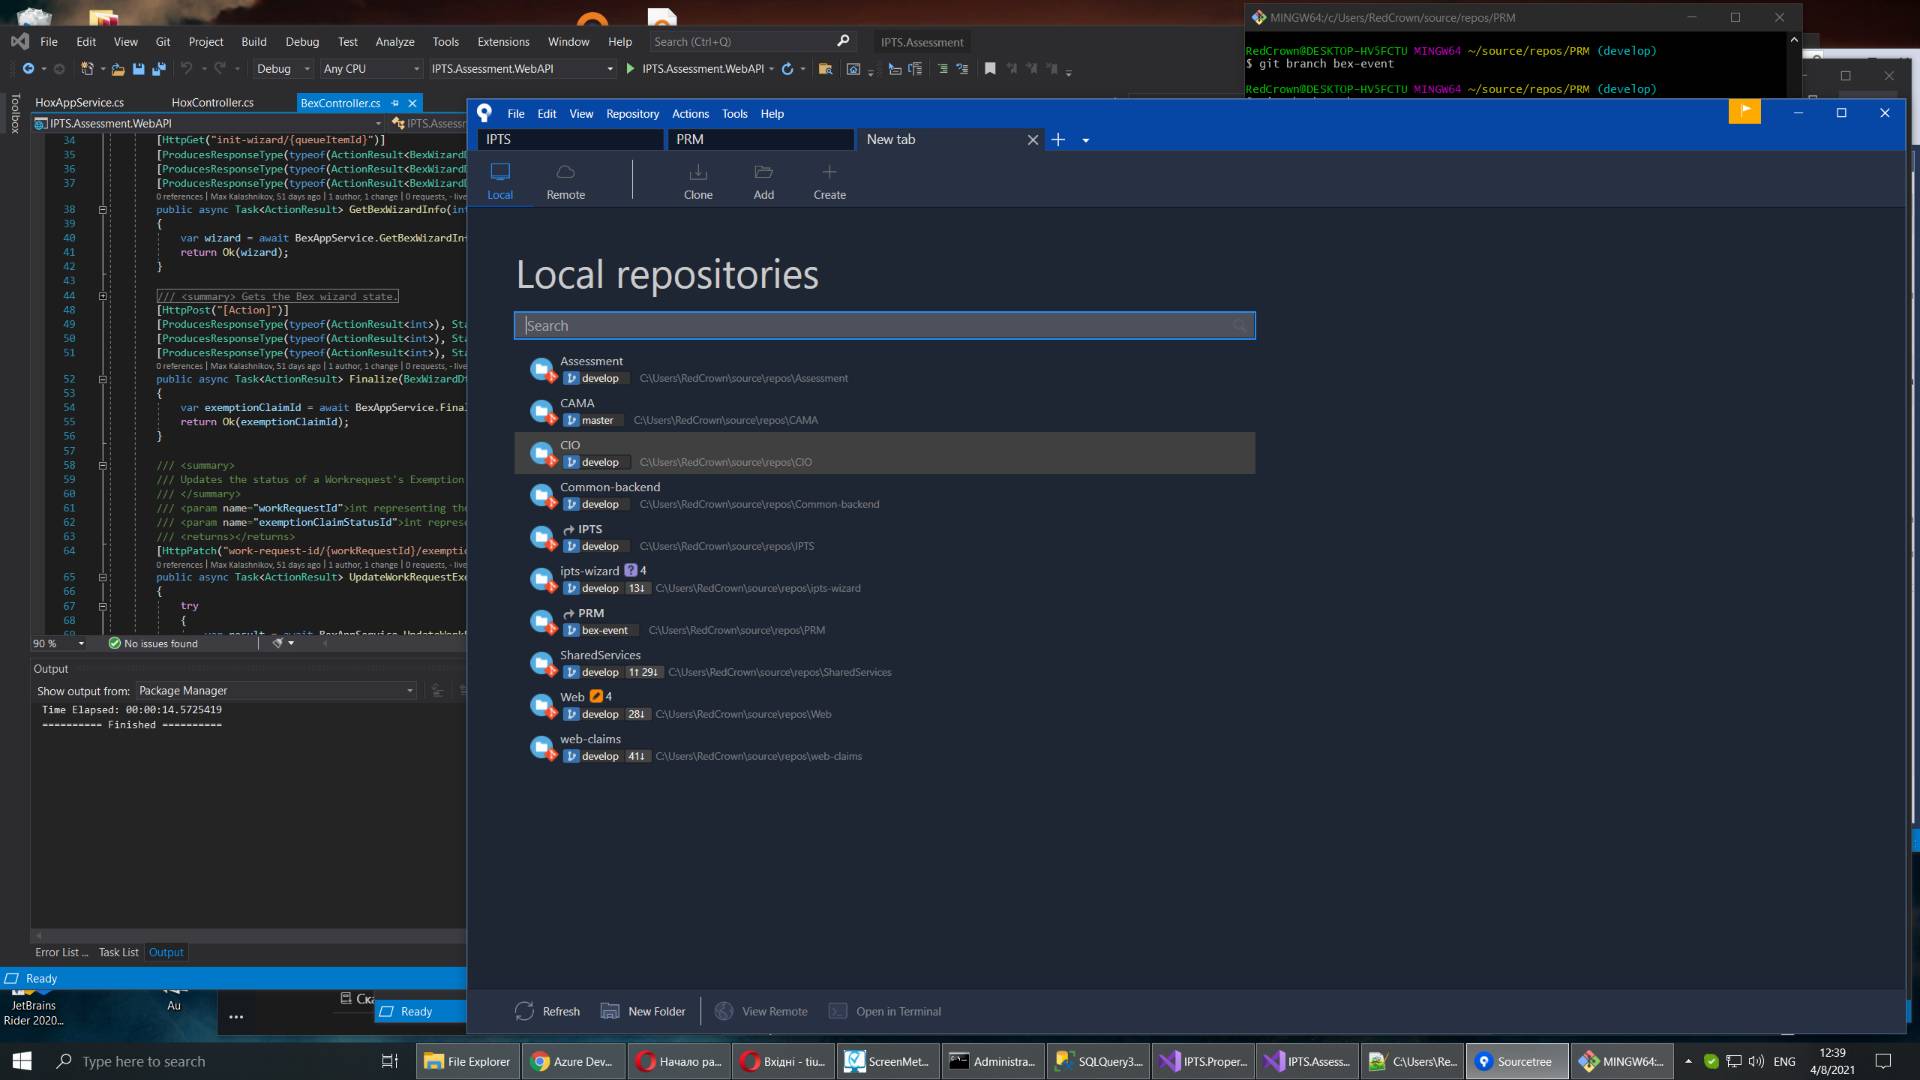 File Edit View Git Project Build Debug Test Analyze Tools Extensions Window Help Search (Ctrl+Q) IPTS.Assessment
Debug Any CPU IPTS.Assessment.WebAPI IPTS.Assessment.WebAPI
Toolbox
HoxAppService.cs HoxController.cs BexController.cs
IPTS.Assessment.WebAPI
34 [HttpGet("init-wizard/{queueItemId}")]
35 [ProducesResponseType(typeof(ActionResult<BexWizardD
36 [ProducesResponseType(typeof(ActionResult<BexWizardD
37 [ProducesResponseType(typeof(ActionResult<BexWizardD
0 references | Max Kalashnikov, 51 days ago | 1 author, 1 change | 0 requests, - live
38 public async Task<ActionResult> GetBexWizardInfo(int
39 {
40 var wizard = await BexAppService.GetBexWizardIn
41 return Ok(wizard);
42 }
43
44 /// <summary> Gets the Bex wizard state.
48 [HttpPost("[Action]")]
49 [ProducesResponseType(typeof(ActionResult<int>), Sta
50 [ProducesResponseType(typeof(ActionResult<int>), Sta
51 [ProducesResponseType(typeof(ActionResult<int>), Sta
0 references | Max Kalashnikov, 51 days ago | 1 author, 1 change | 0 requests, - live
52 public async Task<ActionResult> Finalize(BexWizardDt
53 {
54 var exemptionClaimId = await BexAppService.Fina
55 return Ok(exemptionClaimId);
56 }
57
58 /// <summary>
59 /// Updates the status of a Workrequest's Exemption
60 /// </summary>
61 /// <param name="workRequestId">int representing the
62 /// <param name="exemptionClaimStatusId">int repres
63 /// <returns></returns>
64 [HttpPatch("work-request-id/{workRequestId}/exemptio
0 references | Max Kalashnikov, 51 days ago | 1 author, 1 change | 0 requests, - live
65 public async Task<ActionResult> UpdateWorkRequestExe
66 {
67 try
68 {
90 % No issues found
Output
Show output from: Package Manager
Time Elapsed: 00:00:14.5725419
========== Finished ==========
Error List ... Task List Output
Ready
JetBrains
Rider 2020...
Au
...
Ready
MINGW64:/c/Users/RedCrown/source/repos/PRM
RedCrown@DESKTOP-HV5FCTU MINGW64 ~/source/repos/PRM (develop)
$ git branch bex-event
RedCrown@DESKTOP-HV5FCTU MINGW64 ~/source/repos/PRM (develop)
File Edit View Repository Actions Tools Help
IPTS PRM New tab
Local Remote Clone Add Create
Local repositories
Search
Assessment
develop C:\Users\RedCrown\source\repos\Assessment
CAMA
master C:\Users\RedCrown\source\repos\CAMA
CIO
develop C:\Users\RedCrown\source\repos\CIO
Common-backend
develop C:\Users\RedCrown\source\repos\Common-backend
IPTS
develop C:\Users\RedCrown\source\repos\IPTS
ipts-wizard ? 4
develop 13↓ C:\Users\RedCrown\source\repos\ipts-wizard
PRM
bex-event C:\Users\RedCrown\source\repos\PRM
SharedServices
develop 1↑ 29↓ C:\Users\RedCrown\source\repos\SharedServices
Web 4
develop 28↓ C:\Users\RedCrown\source\repos\Web
web-claims
develop 41↓ C:\Users\RedCrown\source\repos\web-claims
Refresh New Folder View Remote Open in Terminal
Type here to search File Explorer Azure Dev... Начало ра... Вхідні - tiu... ScreenMet... Administra... SQLQuery3.... IPTS.Proper... IPTS.Assess... C:\Users\Re... Sourcetree MINGW64:... ENG 12:39
4/8/2021